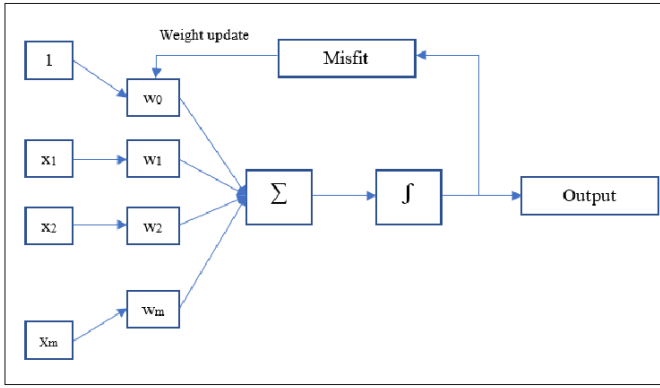 Weight update
1
Misfit
w0
x1
w1
Σ
∫
Output
x2
w2
wm
xm